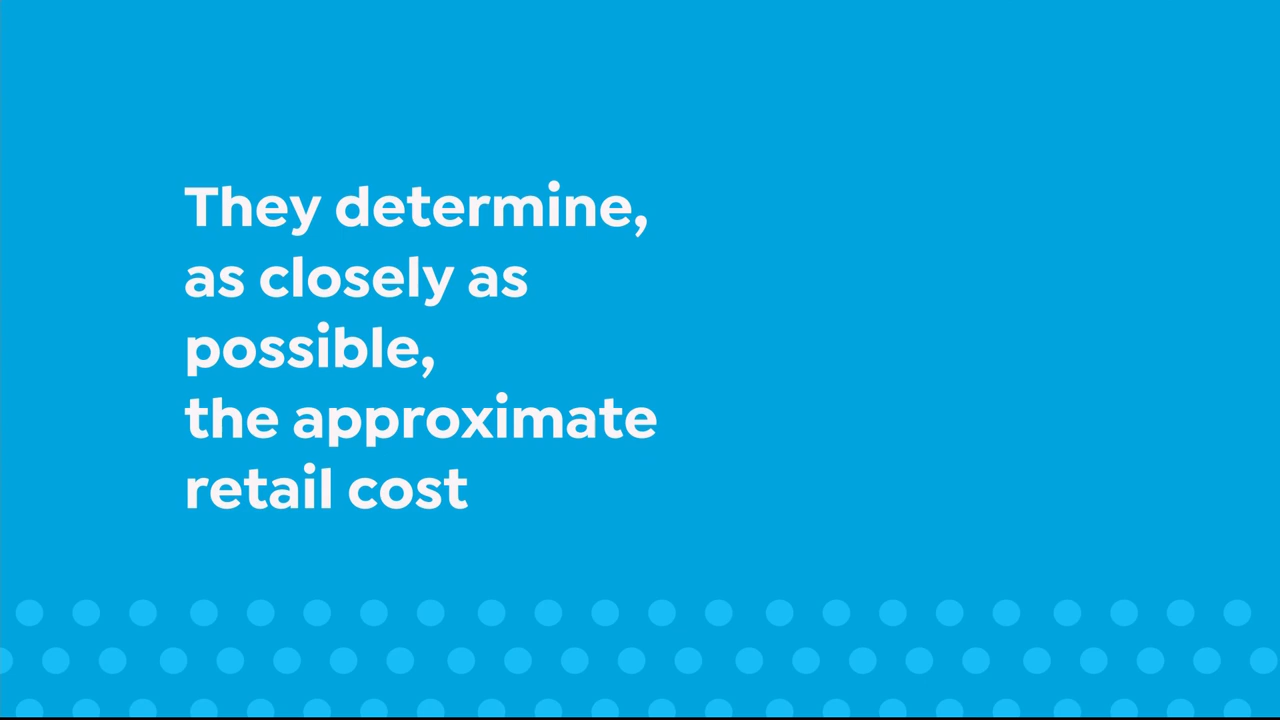 They determine,
as closely as
possible,
the approximate
retail cost